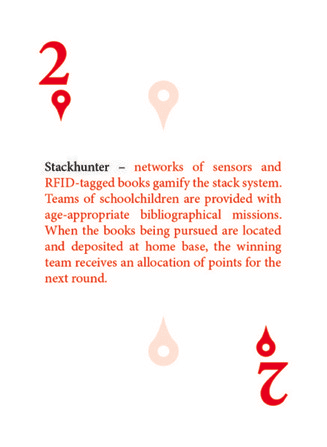 2
Stackhunter – networks of sensors and
RFID-tagged books gamify the stack system.
Teams of schoolchildren are provided with
age-appropriate bibliographical missions.
When the books being pursued are located
and deposited at home base, the winning
team receives an allocation of points for the
next round.
2